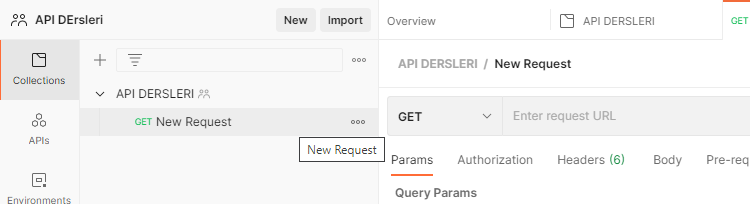 API DErsleri
New
Import
Overview
API DERSLERI
GET
Collections
API DERSLERI / New Request
API DERSLERI
GET New Request
GET
Enter request URL
APIs
New Request
Params
Authorization
Headers (6)
Body
Pre-req
Environments
Query Params